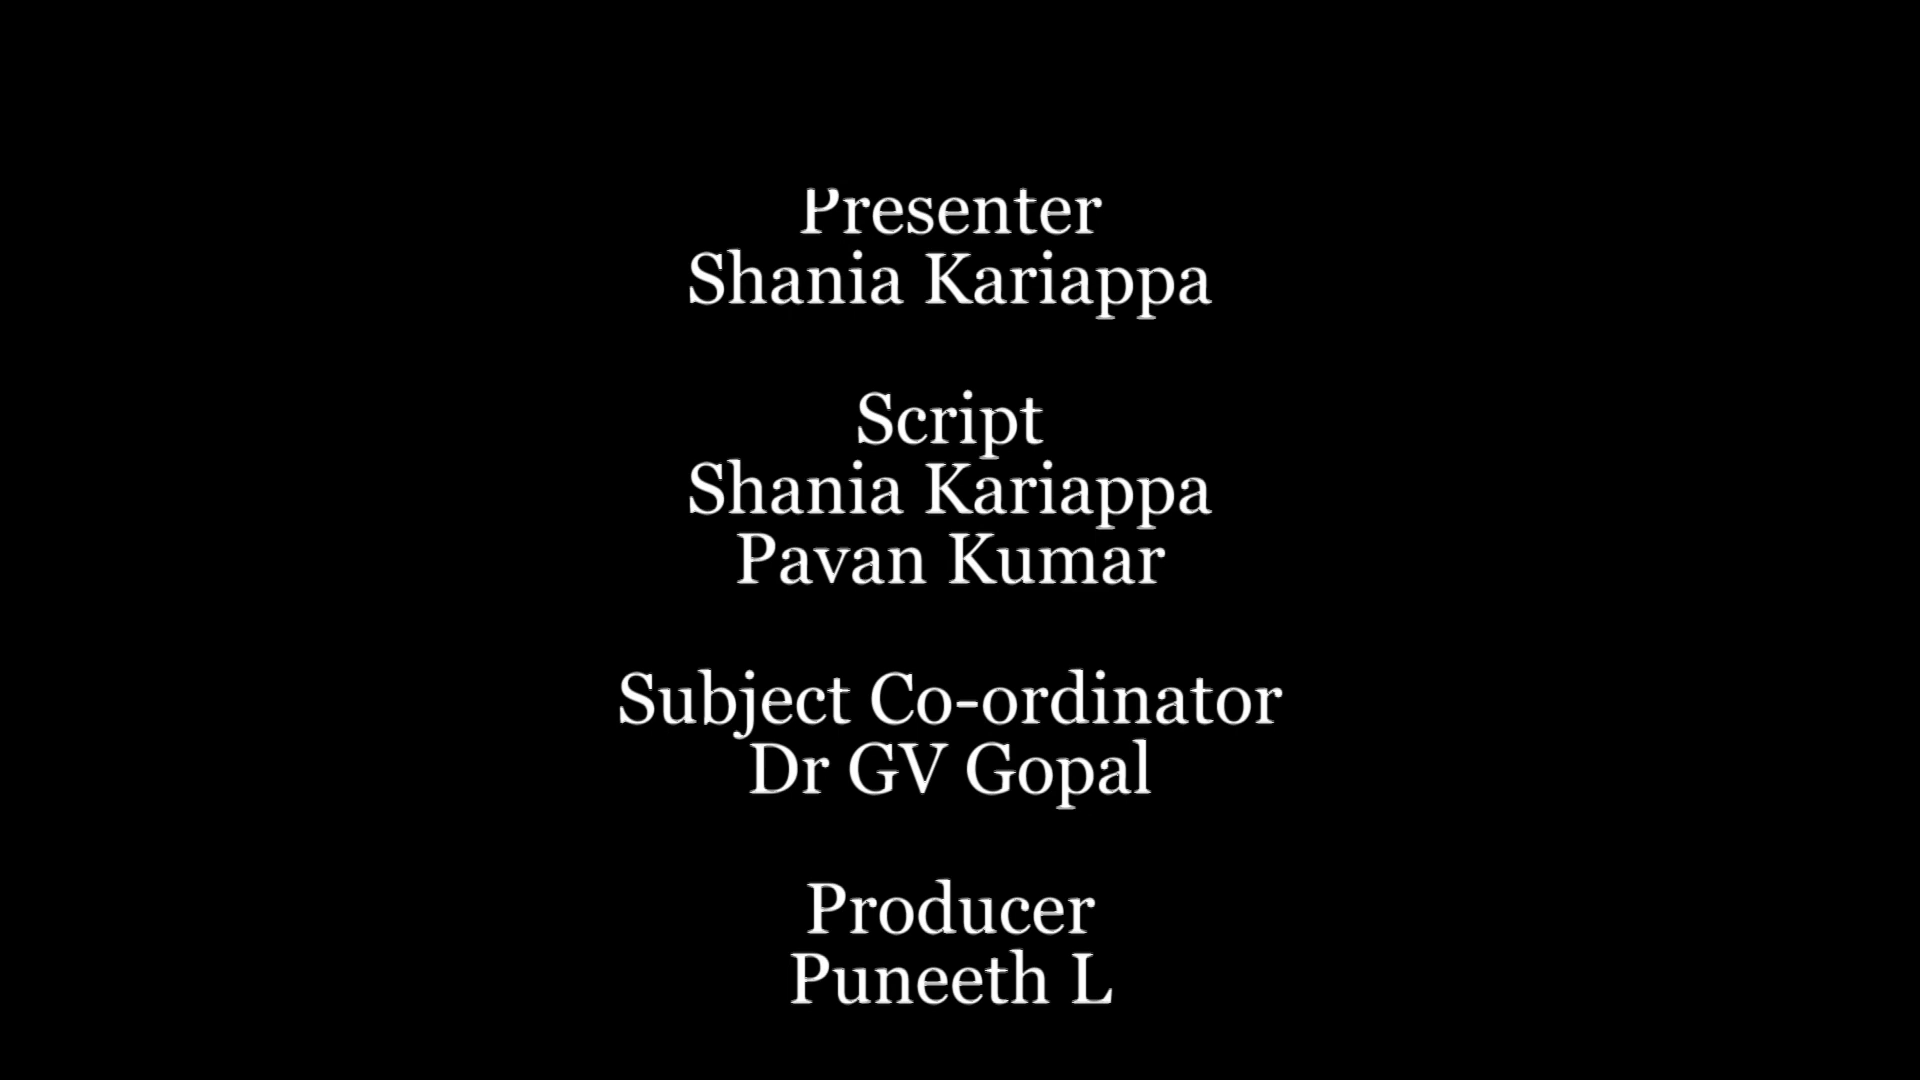 Presenter
Shania Kariappa
Script
Shania Kariappa
Pavan Kumar
Subject Co-ordinator
Dr GV Gopal
Producer
Puneeth L